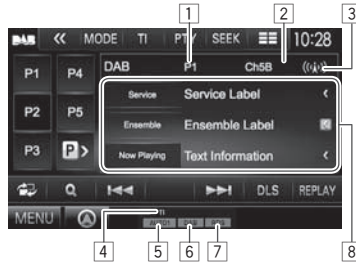 1 2 3
DAB « MODE TI PTY SEEK 10:28
P1 P4 DAB P1 Ch5B
Service Service Label
P2 P5 Ensemble Ensemble Label
P3 P > Now Playing Text Information
DLS REPLAY
MENU A
4 5 6 7 8